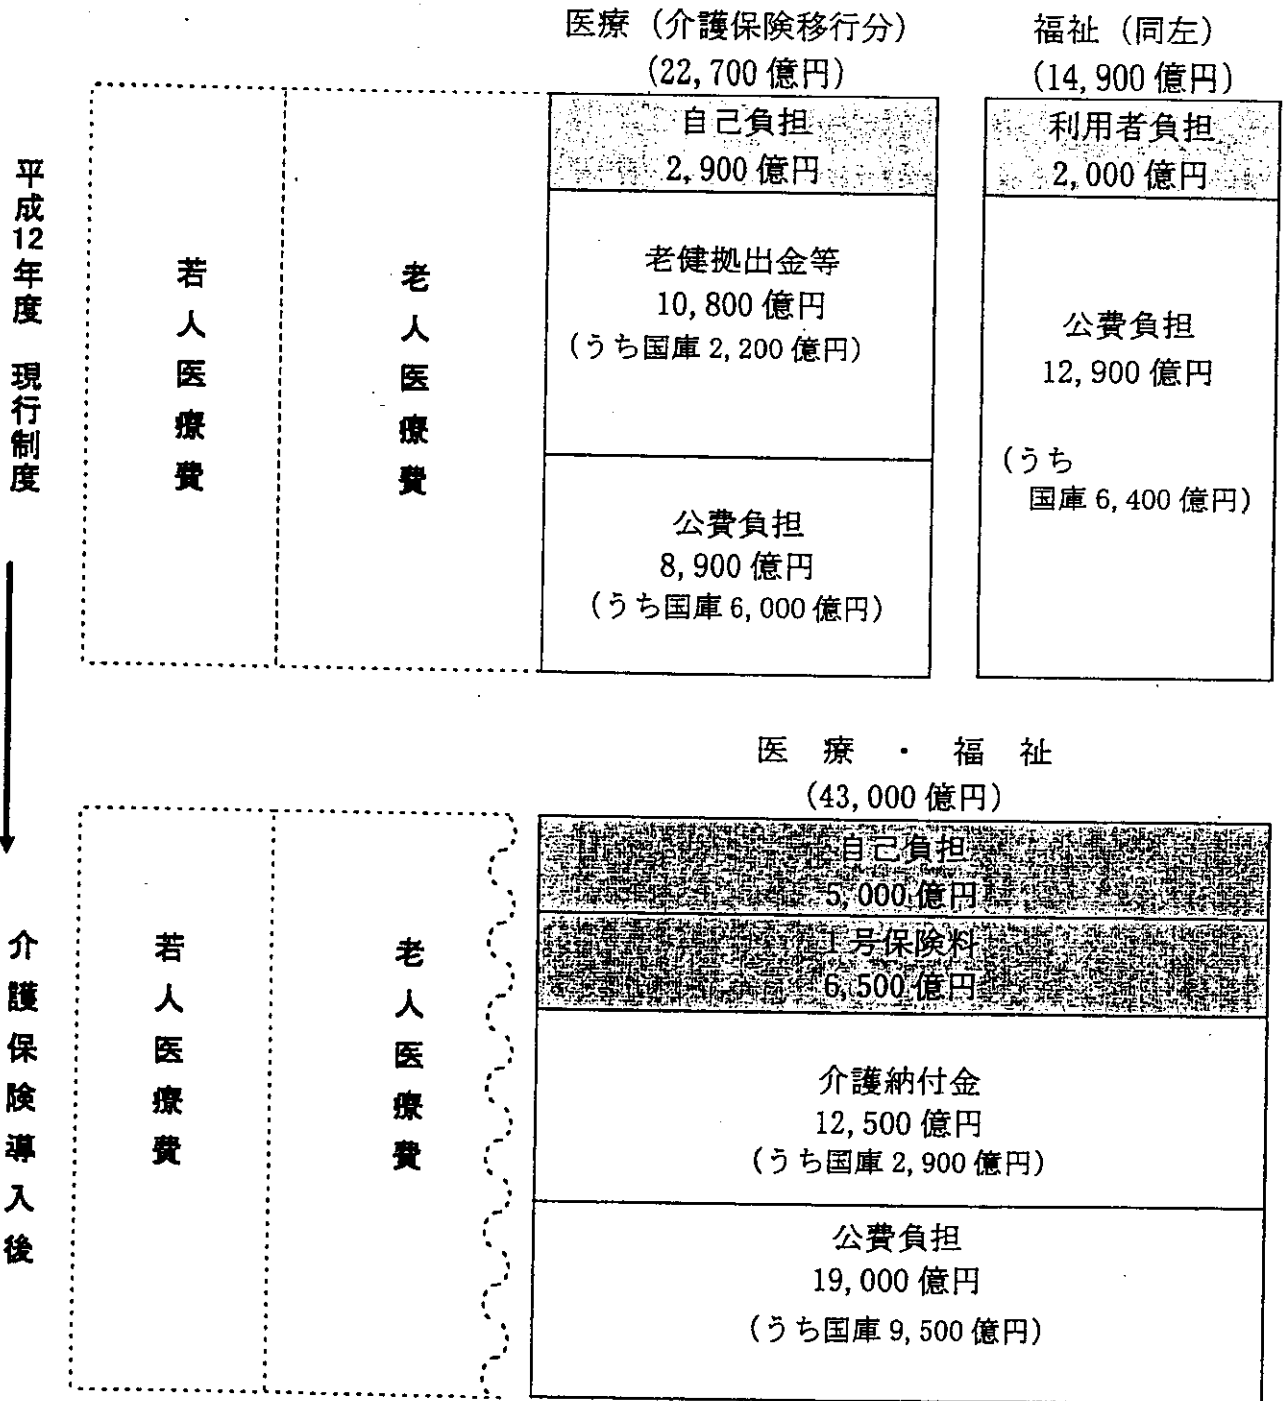 医療（介護保険移行分）
(22,700億円)
福祉（同左）
(14,900億円)
平成12年度　現行制度
若人医療費
老人医療費
自己負担
2,900億円
老健拠出金等
10,800億円
(うち国庫2,200億円)
公費負担
8,900億円
(うち国庫6,000億円)
利用者負担
2,000億円
公費負担
12,900億円
(うち
国庫6,400億円)
医　療　・　福　祉
(43,000億円)
介護保険導入後
若人医療費
老人医療費
自己負担
5,000億円
1号保険料
6,500億円
介護納付金
12,500億円
(うち国庫2,900億円)
公費負担
19,000億円
(うち国庫9,500億円)